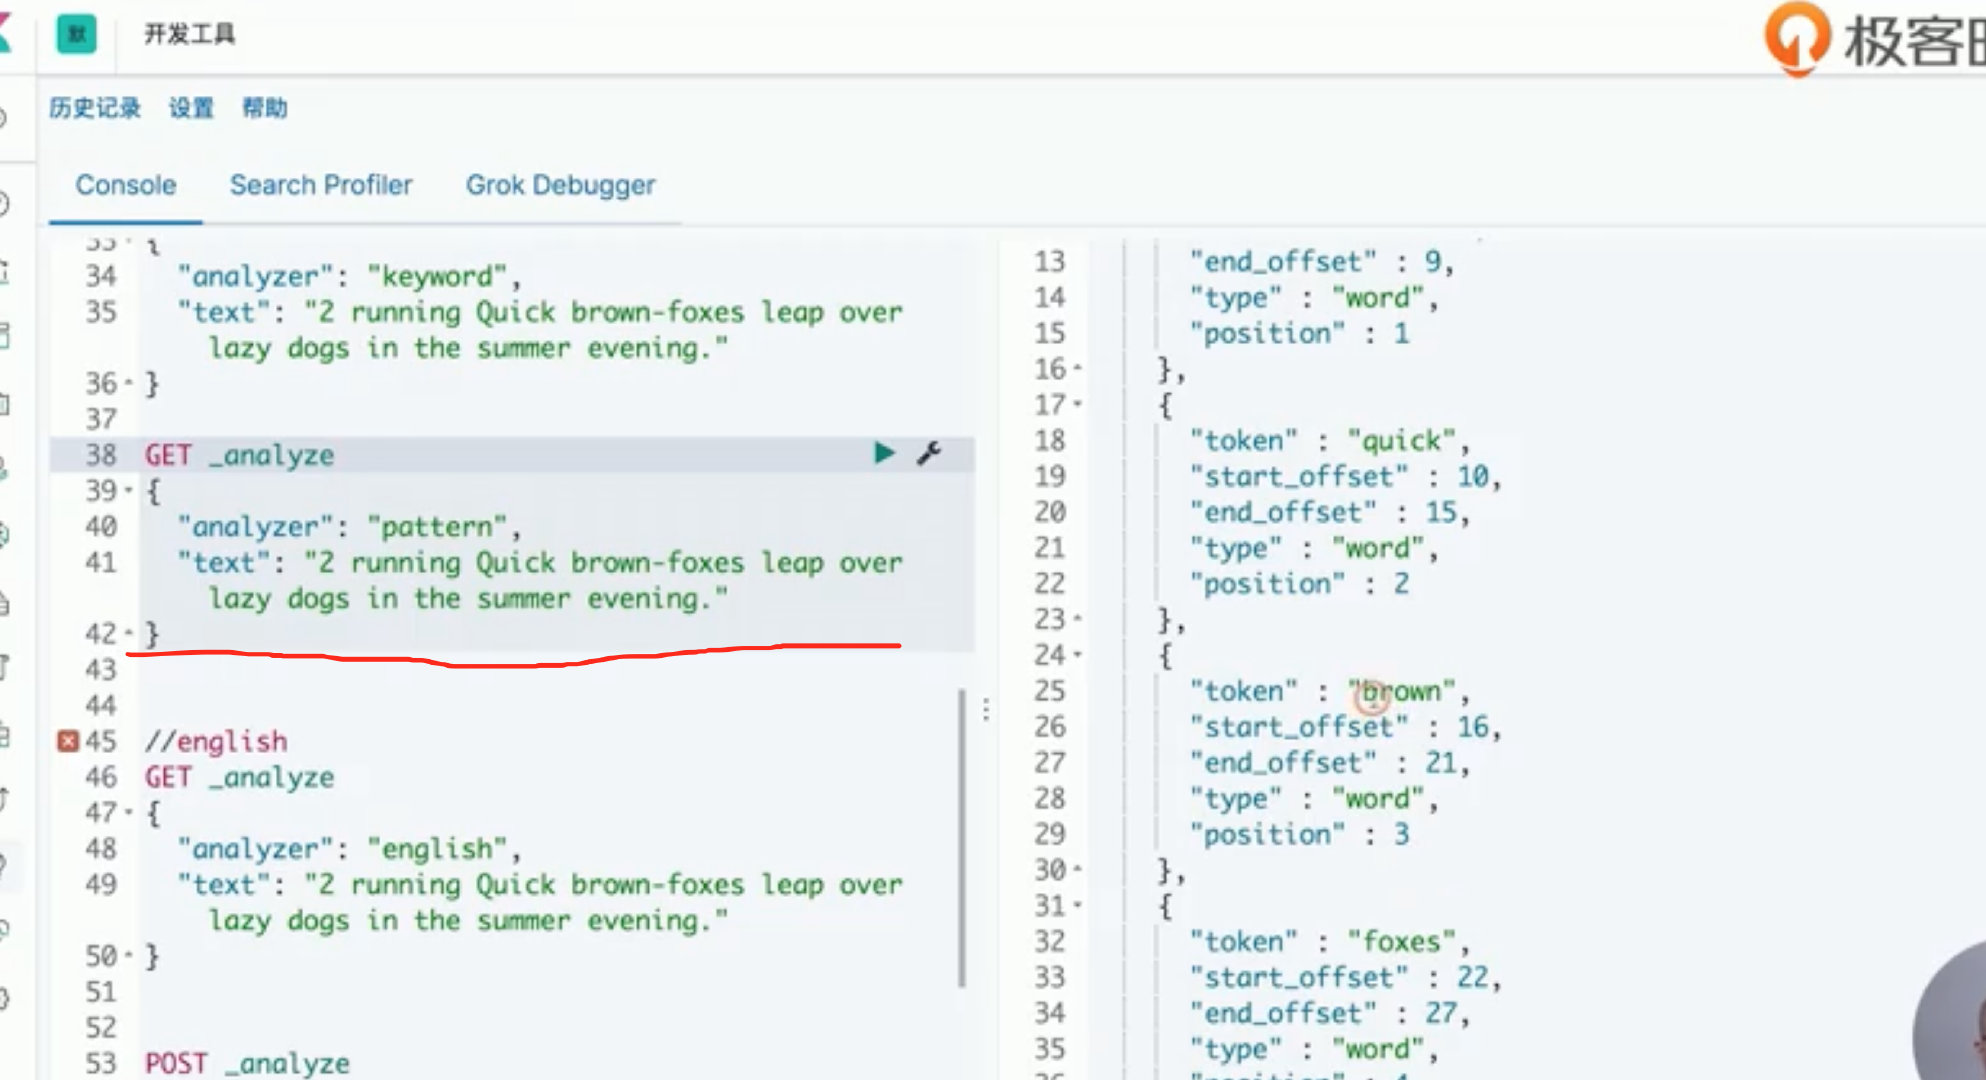 默 开发工具
极客
历史记录 设置 帮助
Console Search Profiler Grok Debugger
33 {
34 "analyzer": "keyword",
35 "text": "2 running Quick brown-foxes leap over
lazy dogs in the summer evening."
36 }
37
38 GET _analyze
39 {
40 "analyzer": "pattern",
41 "text": "2 running Quick brown-foxes leap over
lazy dogs in the summer evening."
42 }
43
44
45 //english
46 GET _analyze
47 {
48 "analyzer": "english",
49 "text": "2 running Quick brown-foxes leap over
lazy dogs in the summer evening."
50 }
51
52
53 POST _analyze
13 "end_offset" : 9,
14 "type" : "word",
15 "position" : 1
16 },
17 {
18 "token" : "quick",
19 "start_offset" : 10,
20 "end_offset" : 15,
21 "type" : "word",
22 "position" : 2
23 },
24 {
25 "token" : "brown",
26 "start_offset" : 16,
27 "end_offset" : 21,
28 "type" : "word",
29 "position" : 3
30 },
31 {
32 "token" : "foxes",
33 "start_offset" : 22,
34 "end_offset" : 27,
35 "type" : "word",